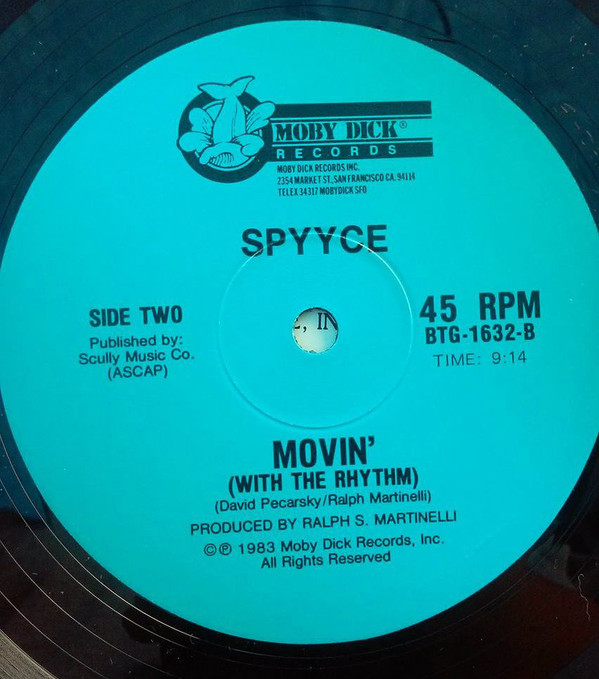 MOBY DICK®
RECORDS
MOBY DICK RECORDS INC.
2354 MARKET ST., SAN FRANCISCO CA. 94114
TELEX 34317 MOBYDICK SFO
SPYYCE
SIDE TWO
Published by:
Scully Music Co.
(ASCAP)
, IN
45 RPM
BTG-1632-B
TIME: 9:14
MOVIN'
(WITH THE RHYTHM)
(David Pecarsky/Ralph Martinelli)
PRODUCED BY RALPH S. MARTINELLI
©℗ 1983 Moby Dick Records, Inc.
All Rights Reserved